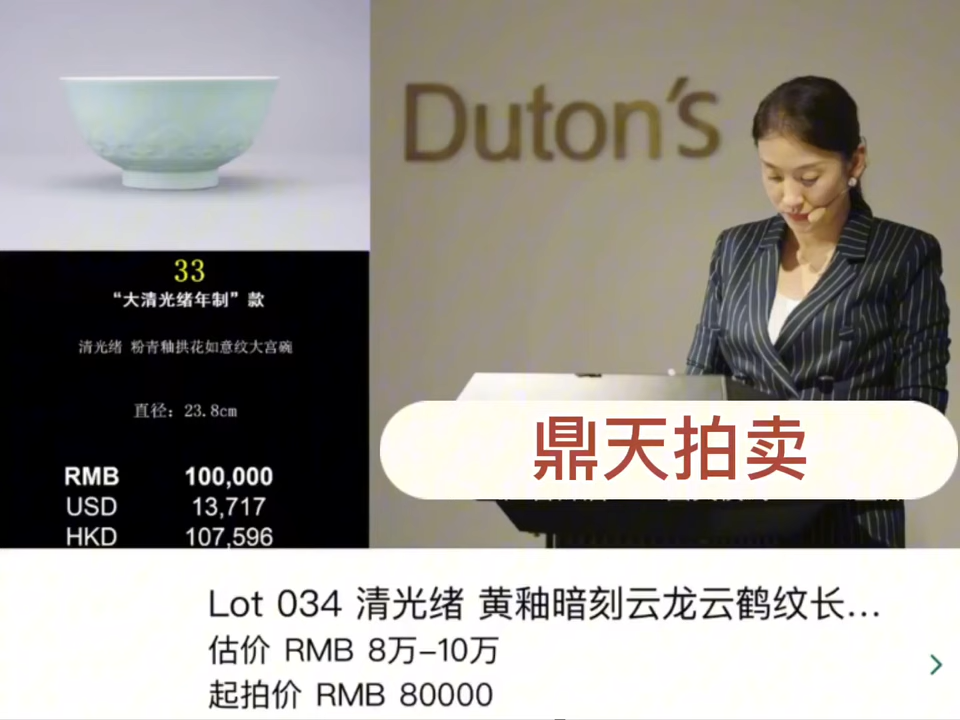 Duton's
33
“大清光绪年制”款
清光绪 粉青釉拱花如意纹大宫碗
直径：23.8cm
RMB 100,000
USD 13,717
HKD 107,596
鼎天拍卖
Lot 034 清光绪 黄釉暗刻云龙云鹤纹长...
估价 RMB 8万-10万
起拍价 RMB 80000